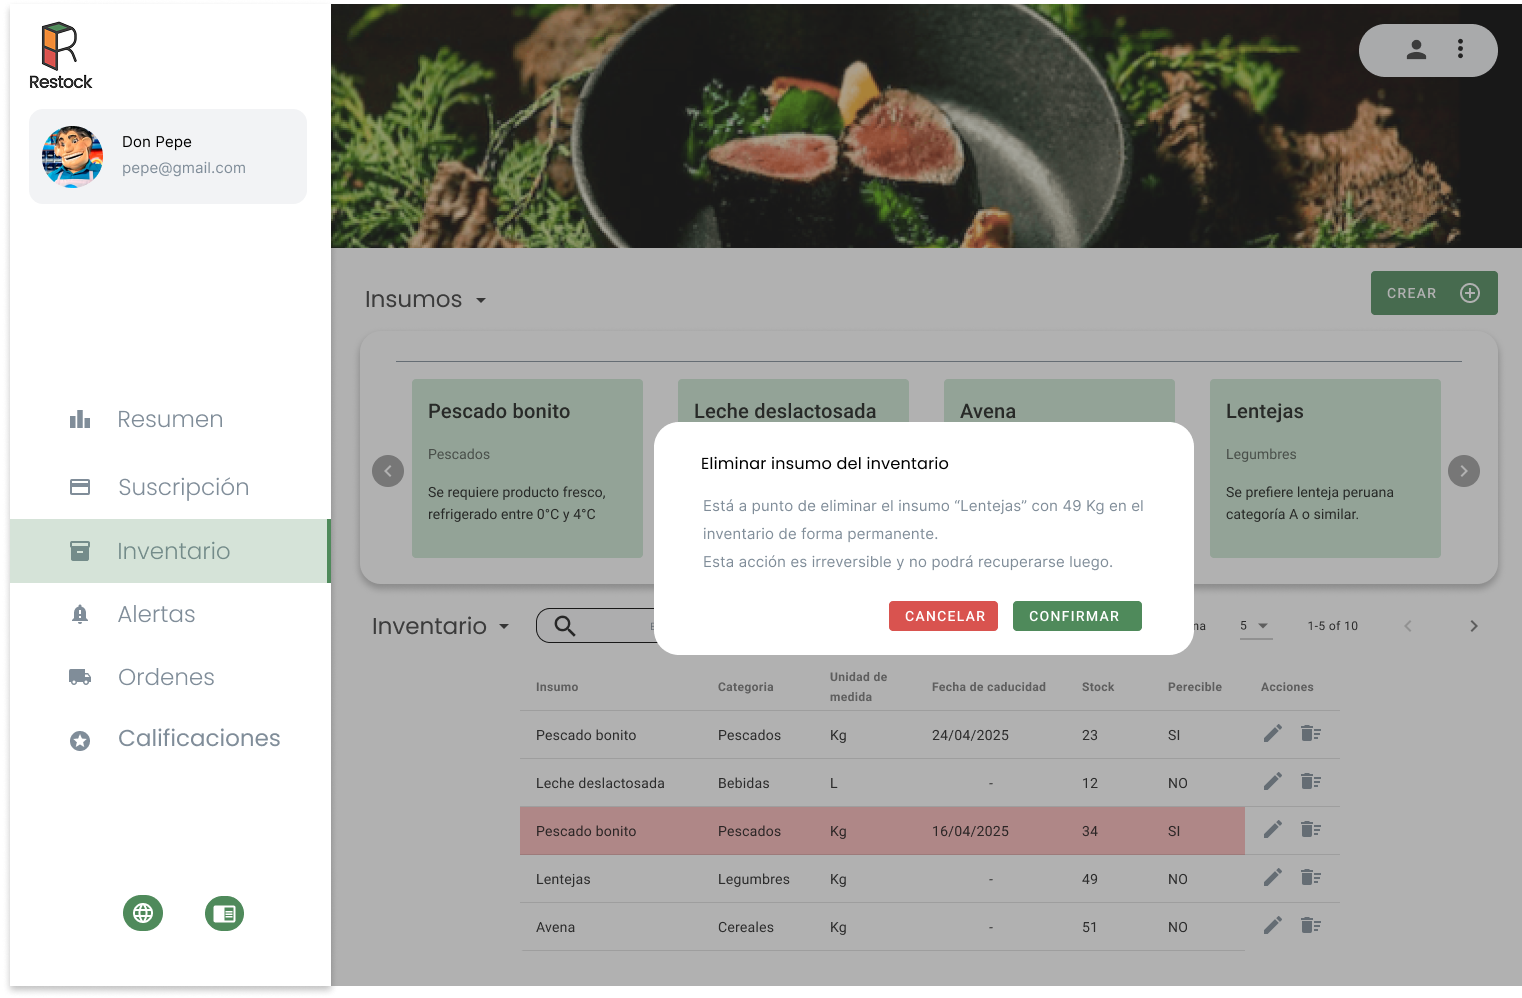 Restock
Don Pepe
pepe@gmail.com
Resumen
Suscripción
Inventario
Alertas
Ordenes
Calificaciones
Insumos
CREAR
Pescado bonito
Pescados
Se requiere producto fresco,
refrigerado entre 0°C y 4°C
Leche deslactosada
Avena
Lentejas
Legumbres
Se prefiere lenteja peruana
categoría A o similar.
Eliminar insumo del inventario
Está a punto de eliminar el insumo “Lentejas” con 49 Kg en el
inventario de forma permanente.
Esta acción es irreversible y no podrá recuperarse luego.
CANCELAR CONFIRMAR
Inventario
5 1-5 of 10
Insumo Categoria Unidad de medida Fecha de caducidad Stock Perecible Acciones
Pescado bonito Pescados Kg 24/04/2025 23 SI
Leche deslactosada Bebidas L - 12 NO
Pescado bonito Pescados Kg 16/04/2025 34 SI
Lentejas Legumbres Kg - 49 NO
Avena Cereales Kg - 51 NO